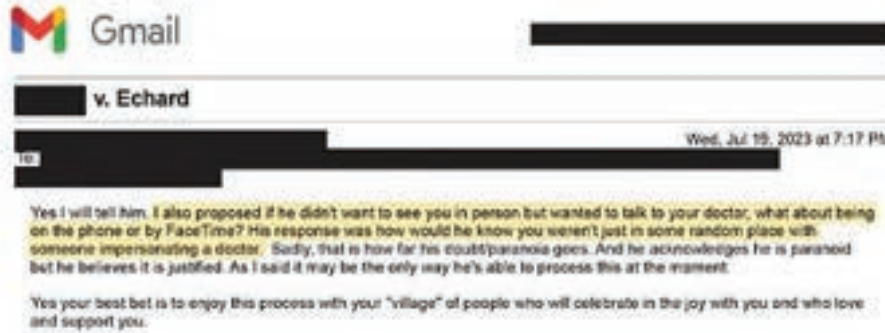 Gmail
v. Echard
Wed, Jul 19, 2023 at 7:17 PM
To:
Yes I will tell him. I also proposed if he didn't want to see you in person but wanted to talk to your doctor, what about being
on the phone or by FaceTime? His response was how would he know you weren't just in some random place with
someone impersonating a doctor. Sadly, that is how far his doubt/paranoia goes. And he acknowledges he is paranoid
but he believes it is justified. As I said it may be the only way he's able to process this at the moment.
Yes your best bet is to enjoy this process with your "village" of people who will celebrate in the joy with you and who love
and support you.